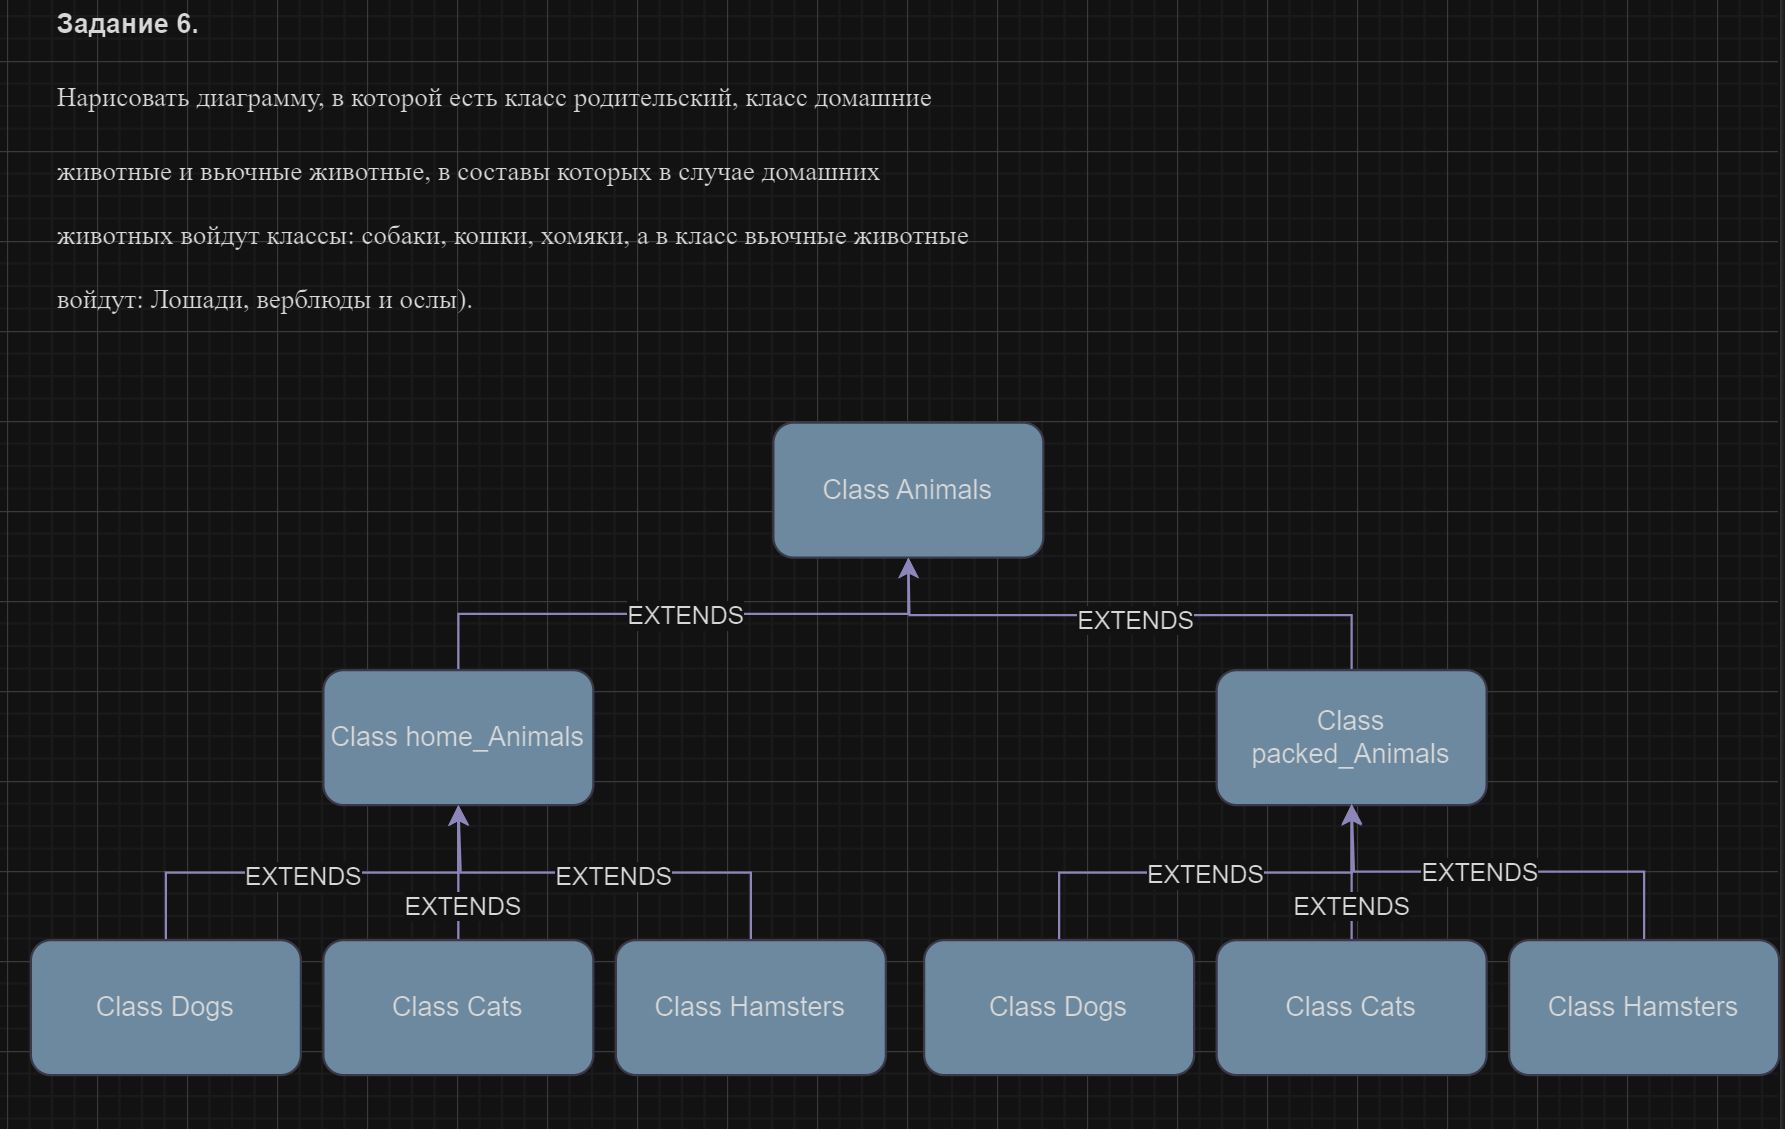 Задание 6.
Нарисовать диаграмму, в которой есть класс родительский, класс домашние
животные и вьючные животные, в составы которых в случае домашних
животных войдут классы: собаки, кошки, хомяки, а в класс вьючные животные
войдут: Лошади, верблюды и ослы).
Class Animals
EXTENDS
EXTENDS
Class home_Animals
Class
packed_Animals
EXTENDS
EXTENDS
EXTENDS
EXTENDS
EXTENDS
EXTENDS
Class Dogs
Class Cats
Class Hamsters
Class Dogs
Class Cats
Class Hamsters